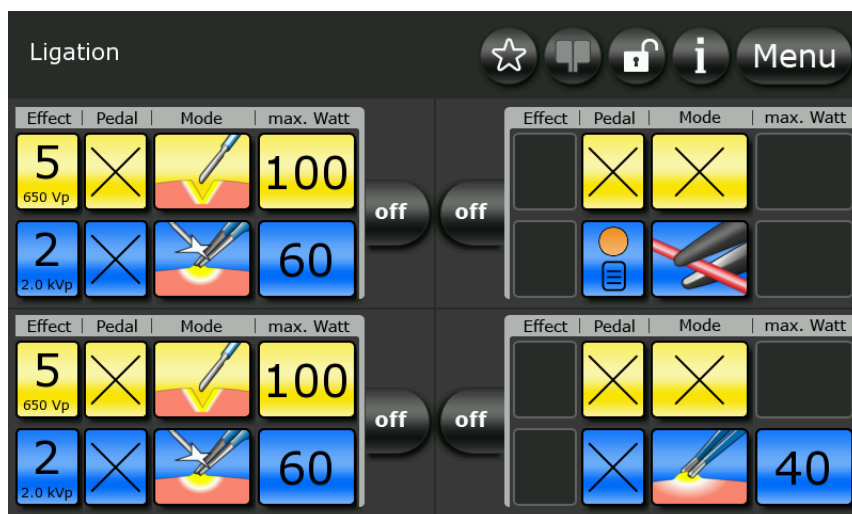 Ligation
i
Menu
Effect | Pedal | Mode | max. Watt
5
650 Vp
100
2
2.0 kVp
60
off
off
Effect | Pedal | Mode | max. Watt
Effect | Pedal | Mode | max. Watt
5
650 Vp
100
2
2.0 kVp
60
off
off
Effect | Pedal | Mode | max. Watt
40